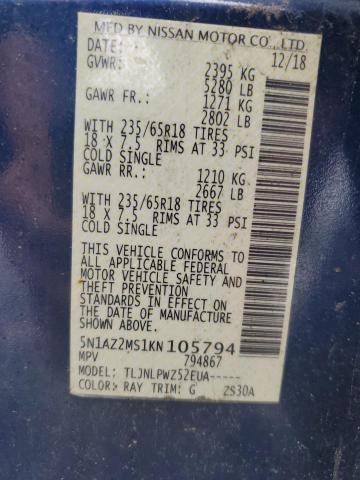 MFD BY NISSAN MOTOR CO., LTD.
DATE: 12/18
GVWR: 2395 KG
5280 LB
GAWR FR.: 1271 KG
2802 LB
WITH 235/65R18 TIRES
18 X 7.5 RIMS AT 33 PSI
COLD SINGLE
GAWR RR.: 1210 KG
2667 LB
WITH 235/65R18 TIRES
18 X 7.5 RIMS AT 33 PSI
COLD SINGLE
THIS VEHICLE CONFORMS TO
ALL APPLICABLE FEDERAL
MOTOR VEHICLE SAFETY AND
THEFT PREVENTION
STANDARDS IN EFFECT ON
THE DATE OF MANUFACTURE
SHOWN ABOVE.
5N1AZ2MS1KN105794
MPV 794867
MODEL: TLJNLPWZ52EUA-----
COLOR: RAY TRIM: G ZS30A